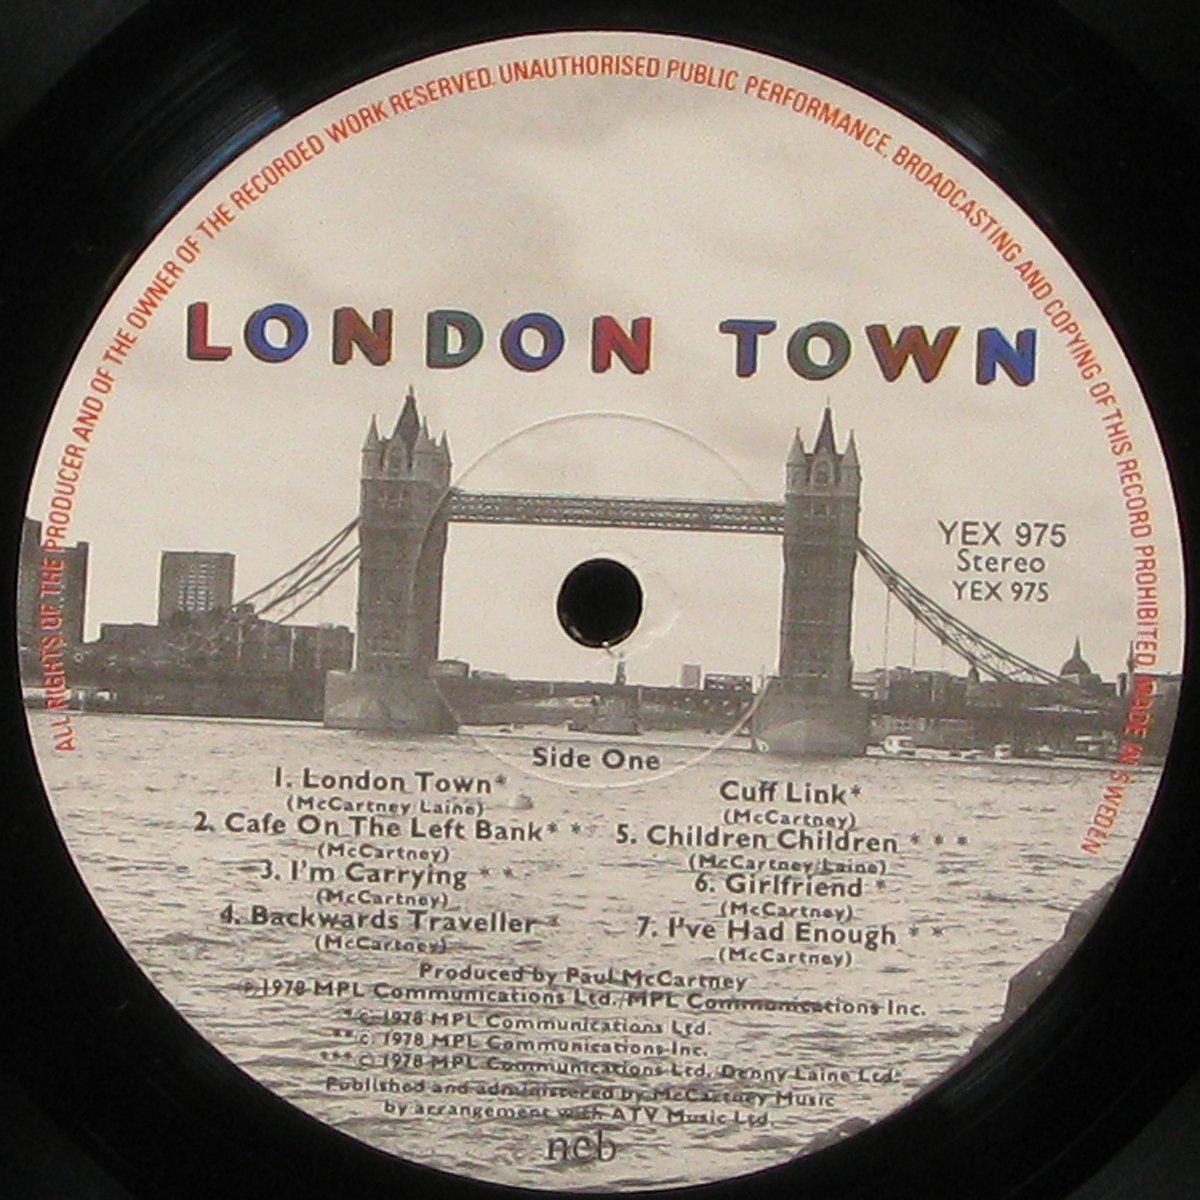 ALL RIGHTS OF THE PRODUCER AND OF THE OWNER OF THE RECORDED WORK RESERVED. UNAUTHORISED PUBLIC PERFORMANCE, BROADCASTING AND COPYING OF THIS RECORD PROHIBITED. MADE IN SWEDEN
LONDON TOWN
YEX 975
Stereo
YEX 975
Side One
1. London Town*
(McCartney/Laine)
2. Cafe On The Left Bank* *
(McCartney)
3. I'm Carrying * *
(McCartney)
4. Backwards Traveller *
(McCartney)
Cuff Link*
(McCartney)
5. Children Children * * *
(McCartney/Laine)
6. Girlfriend *
(McCartney)
7. I've Had Enough * *
(McCartney)
Produced by Paul McCartney
℗1978 MPL Communications Ltd./MPL Communications Inc.
*© 1978 MPL Communications Ltd.
**© 1978 MPL Communications Inc.
***© 1978 MPL Communications Ltd. Denny Laine Ltd.
Published and administered by McCartney Music
by arrangement with ATV Music Ltd.
ncb